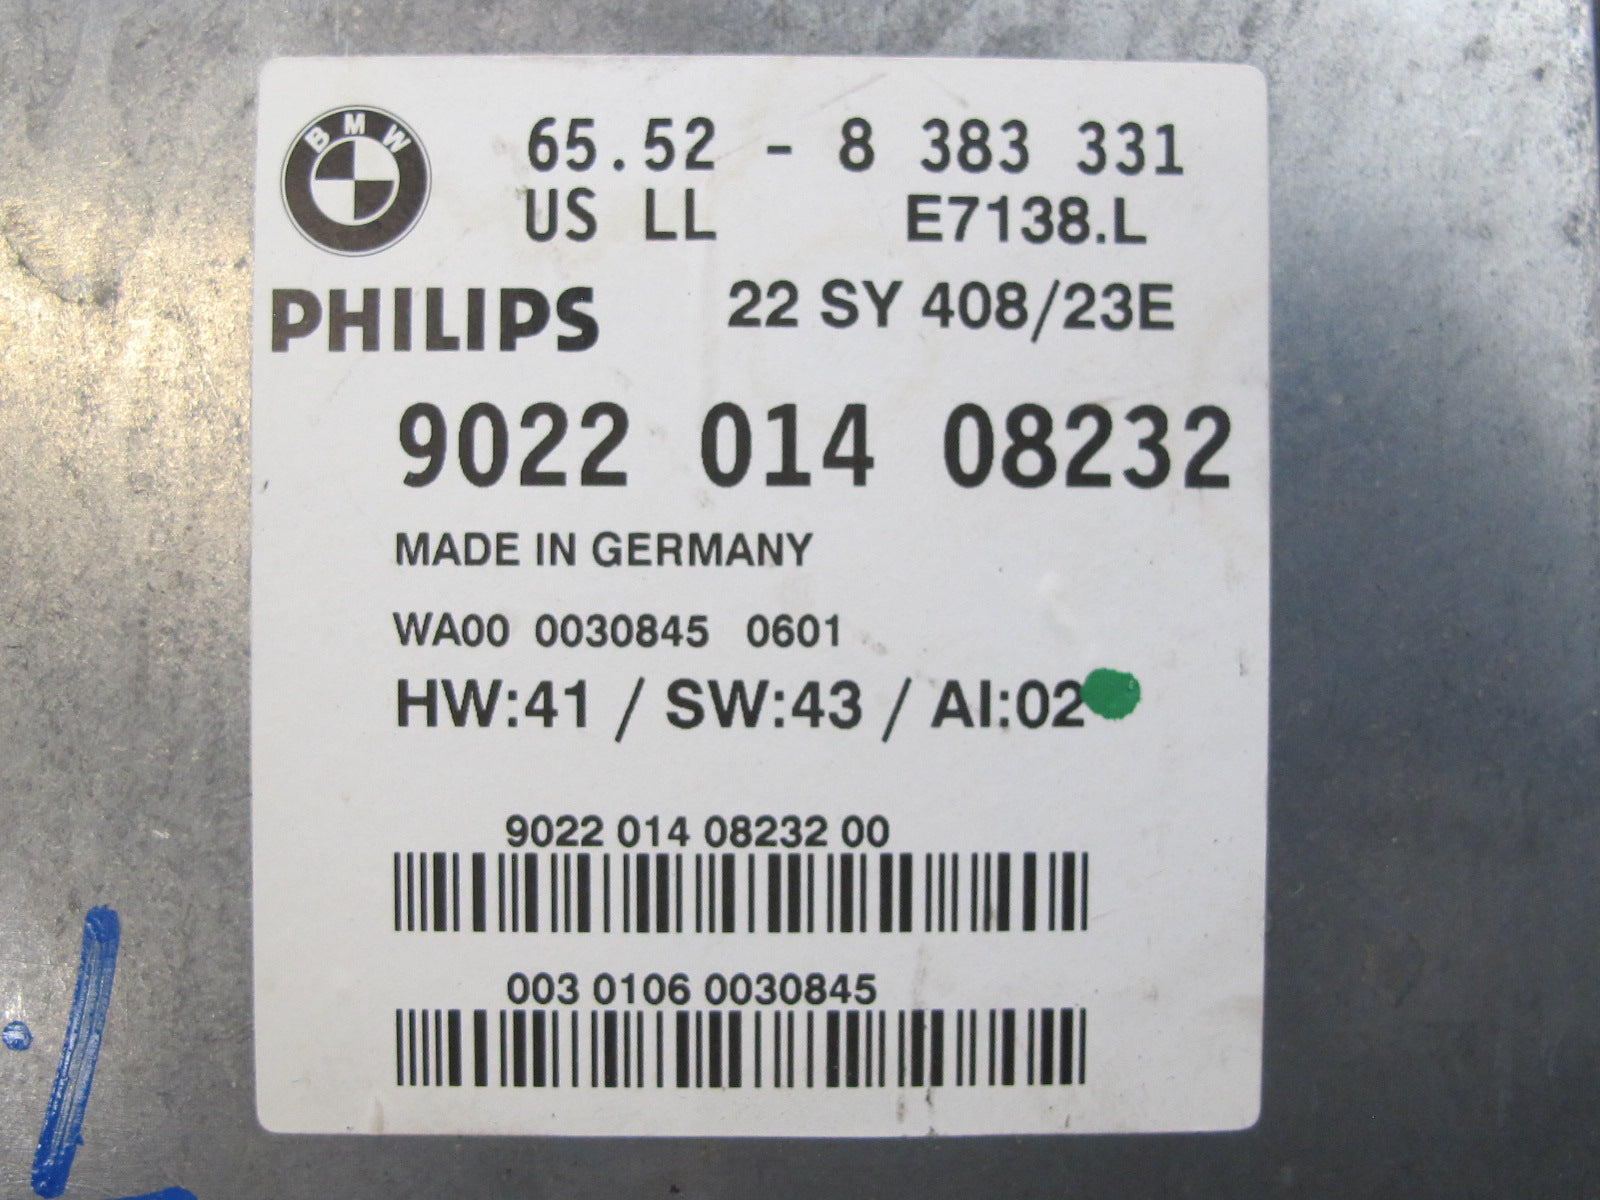 BMW
65.52 - 8 383 331
US LL E7138.L
PHILIPS 22 SY 408/23E
9022 014 08232
MADE IN GERMANY
WA00 0030845 0601
HW:41 / SW:43 / AI:02
9022 014 08232 00
003 0106 0030845